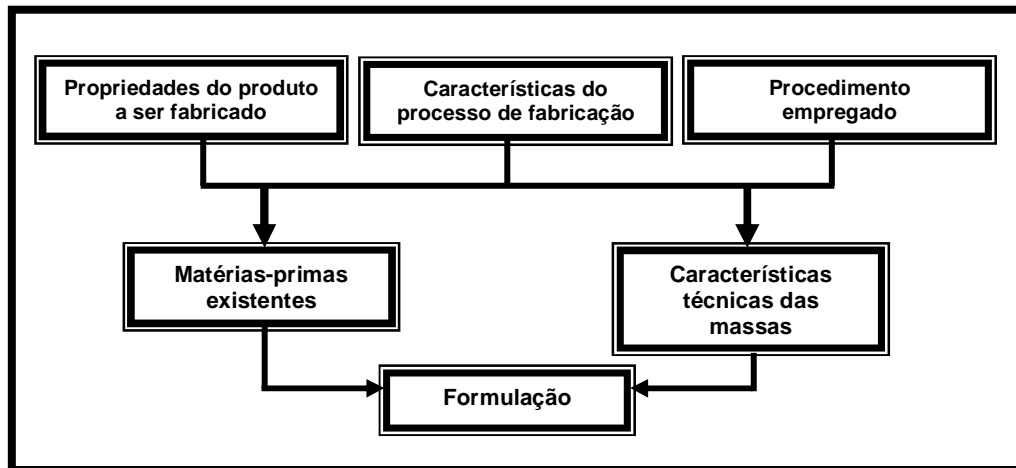 Propriedades do produto
a ser fabricado
Características do
processo de fabricação
Procedimento
empregado
Matérias-primas
existentes
Características
técnicas das
massas
Formulação